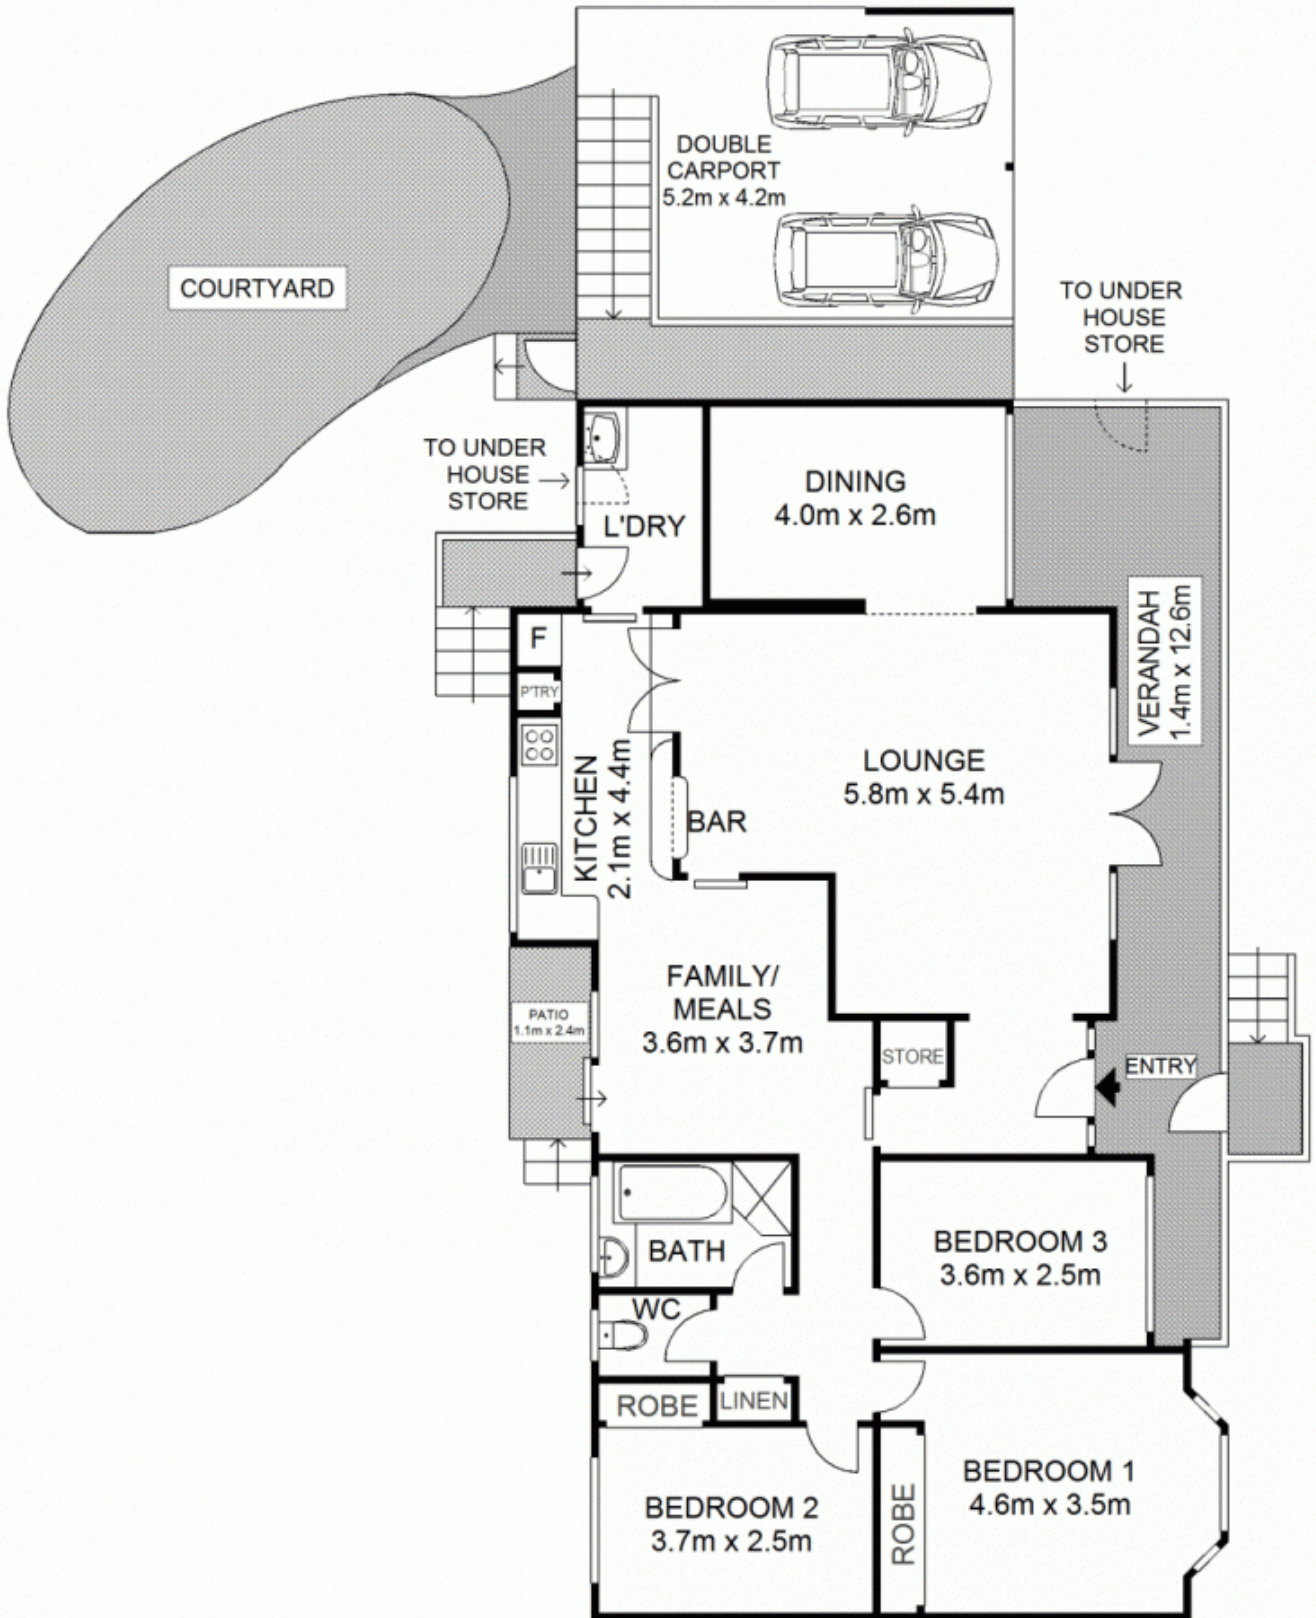 DOUBLE
CARPORT
5.2m x 4.2m
COURTYARD
TO UNDER
HOUSE
STORE
TO UNDER
HOUSE
STORE
L'DRY
DINING
4.0m x 2.6m
VERANDAH
1.4m x 12.6m
F
P'TRY
KITCHEN
2.1m x 4.4m
BAR
LOUNGE
5.8m x 5.4m
FAMILY/
MEALS
3.6m x 3.7m
PATIO
1.1m x 2.4m
STORE
ENTRY
BATH
BEDROOM 3
3.6m x 2.5m
WC
ROBE
LINEN
BEDROOM 2
3.7m x 2.5m
ROBE
BEDROOM 1
4.6m x 3.5m